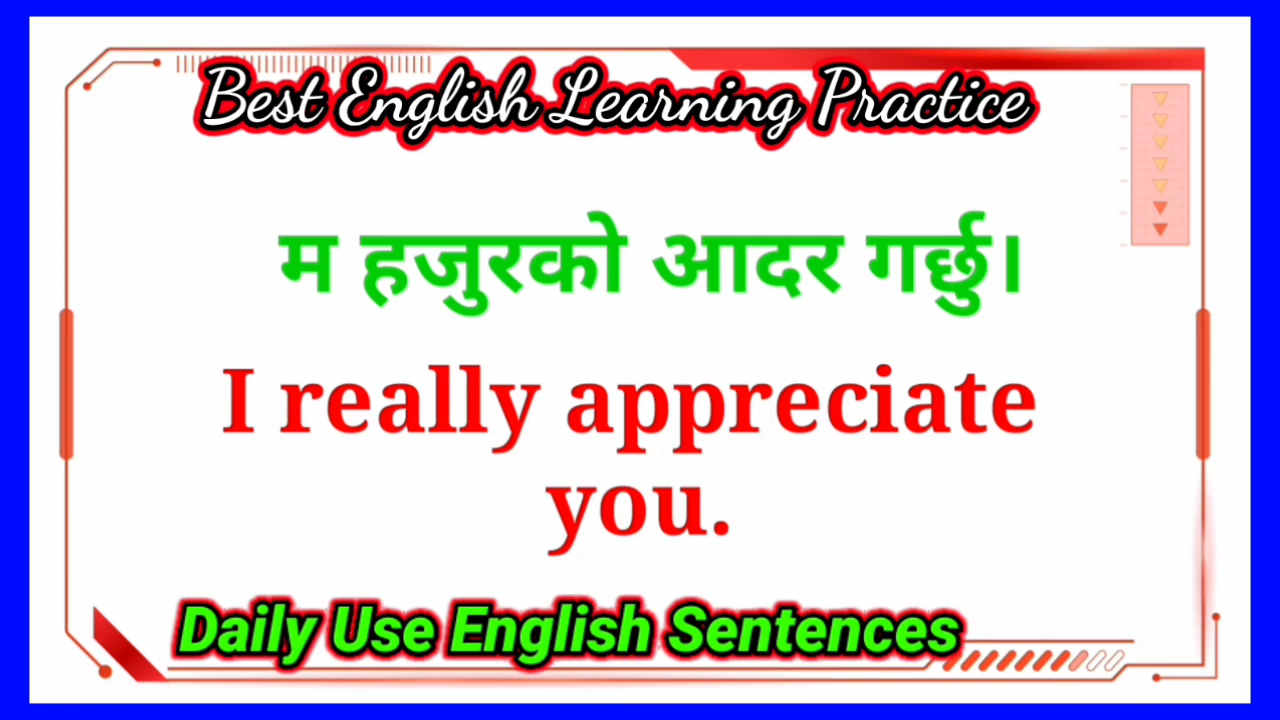 Best English Learning Practice
म हजुरको आदर गर्छु।
I really appreciate
you.
Daily Use English Sentences